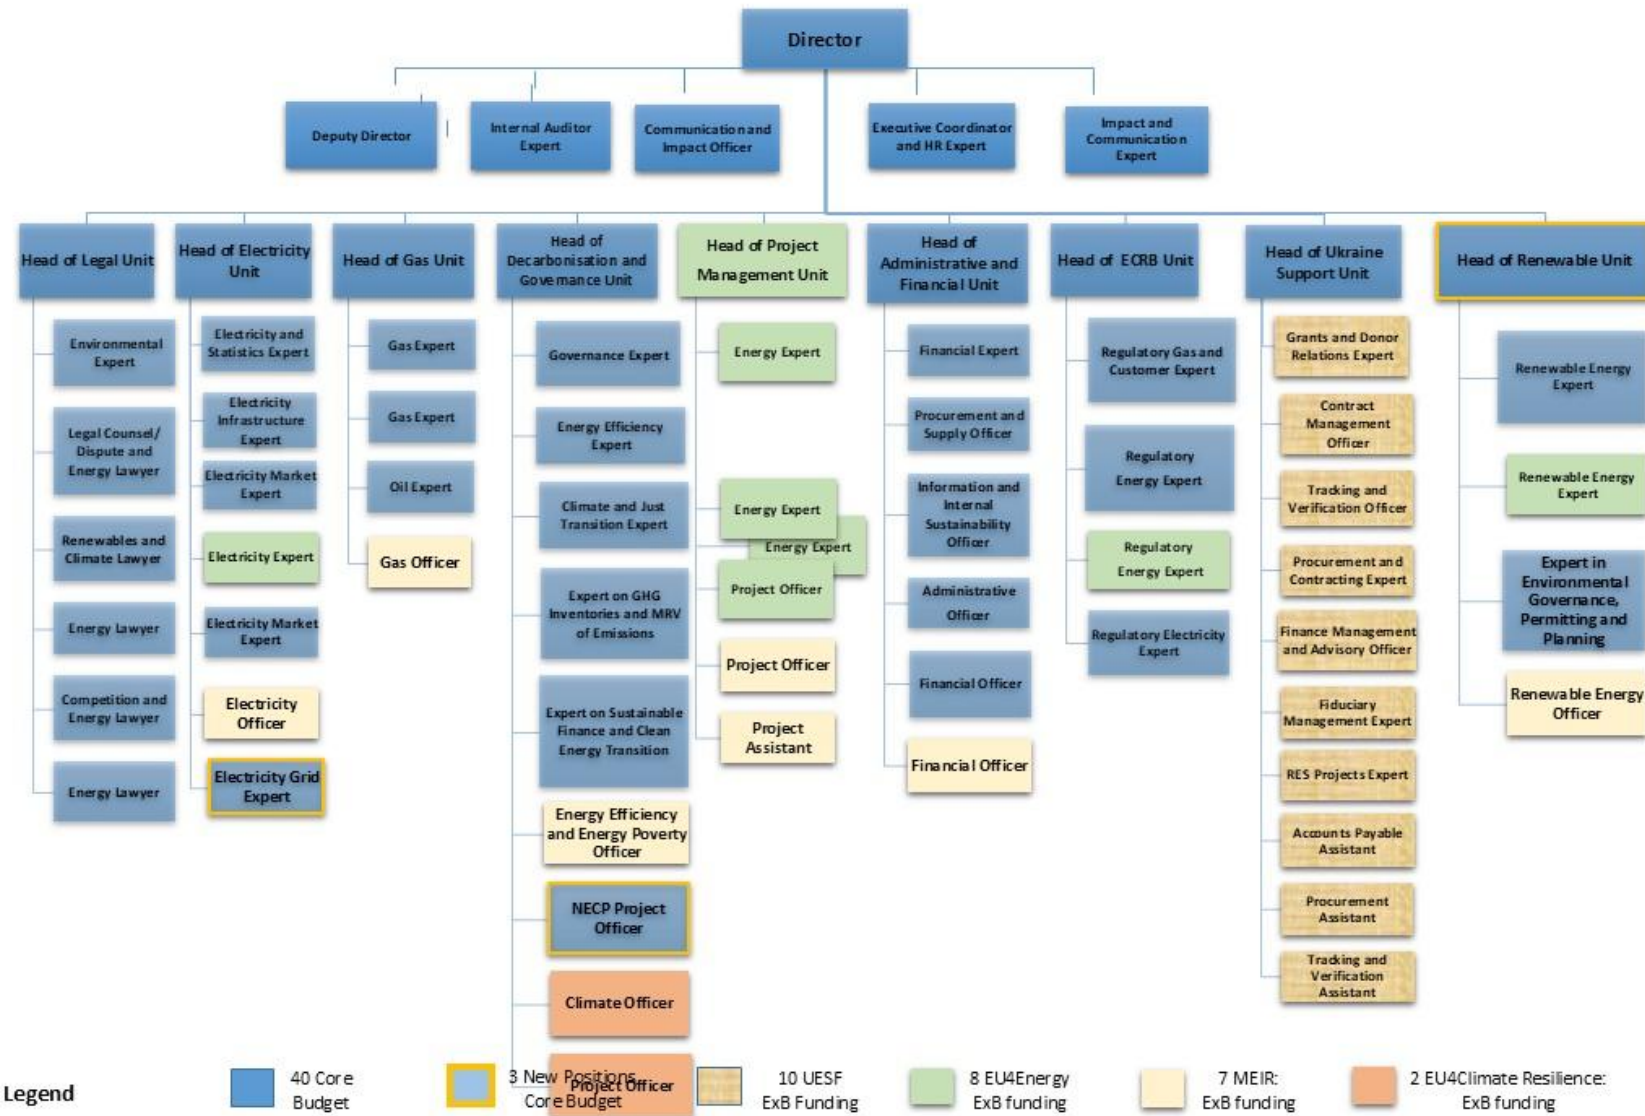 Director
Deputy Director
Internal Auditor
Expert
Communication and
Impact Officer
Executive Coordinator
and HR Expert
Impact and
Communication
Expert
Head of Legal Unit
Environmental
Expert
Legal Counsel/
Dispute and
Energy Lawyer
Renewables and
Climate Lawyer
Energy Lawyer
Competition and
Energy Lawyer
Energy Lawyer
Head of Electricity
Unit
Electricity and
Statistics Expert
Electricity
Infrastructure
Expert
Electricity Market
Expert
Electricity Expert
Electricity Market
Expert
Electricity
Officer
Electricity Grid
Expert
Head of Gas Unit
Gas Expert
Gas Expert
Oil Expert
Gas Officer
Head of
Decarbonisation and
Governance Unit
Governance Expert
Energy Efficiency
Expert
Climate and Just
Transition Expert
Expert on GHG
Inventories and MRV
of Emissions
Expert on Sustainable
Finance and Clean
Energy Transition
Energy Efficiency
and Energy Poverty
Officer
NECP Project
Officer
Climate Officer
Project Officer
Head of Project
Management Unit
Energy Expert
Energy Expert
Energy Expert
Project Officer
Project Officer
Project
Assistant
Head of
Administrative and
Financial Unit
Financial Expert
Procurement and
Supply Officer
Information and
Internal
Sustainability
Officer
Administrative
Officer
Financial Officer
Financial Officer
Head of ECRB Unit
Regulatory Gas and
Customer Expert
Regulatory
Energy Expert
Regulatory
Energy Expert
Regulatory Electricity
Expert
Head of Ukraine
Support Unit
Grants and Donor
Relations Expert
Contract
Management
Officer
Tracking and
Verification Officer
Procurement and
Contracting Expert
Finance Management
and Advisory Officer
Fiduciary
Management Expert
RES Projects Expert
Accounts Payable
Assistant
Procurement
Assistant
Tracking and
Verification
Assistant
Head of Renewable Unit
Renewable Energy
Expert
Renewable Energy
Expert
Expert in
Environmental
Governance,
Permitting and
Planning
Renewable Energy
Officer
Legend
40 Core
Budget
3 New Positions
Core Budget
10 UESF
ExB Funding
8 EU4Energy
ExB funding
7 MEIR:
ExB funding
2 EU4Climate Resilience:
ExB funding